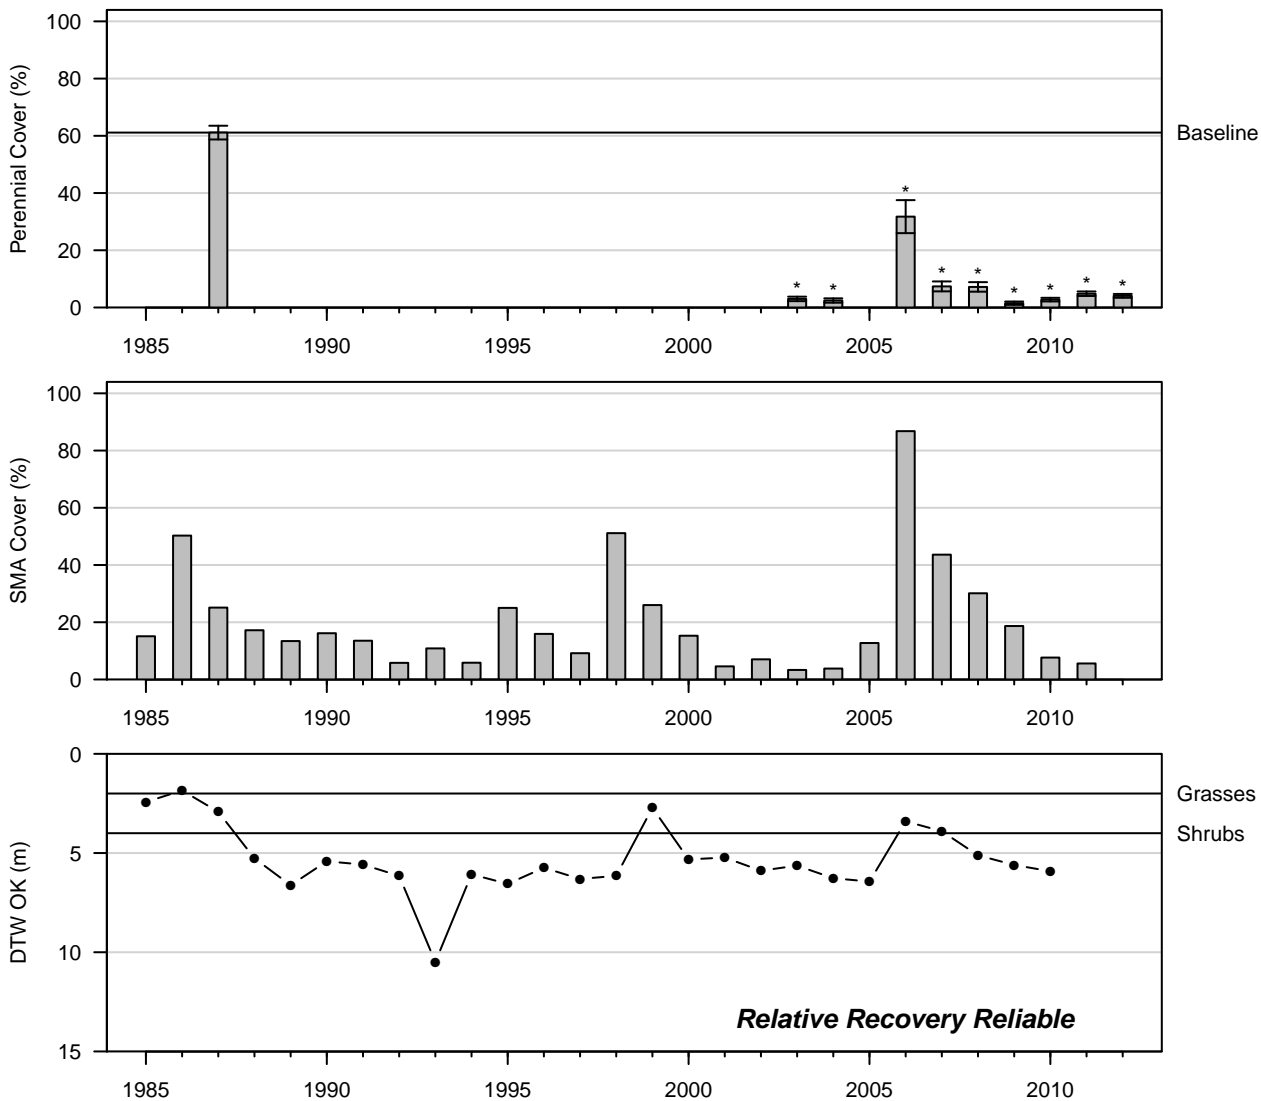 Perennial Cover (%)
100
80
60
40
20
0
Baseline
* * * * * * * * *
1985 1990 1995 2000 2005 2010
SMA Cover (%)
100
80
60
40
20
0
1985 1990 1995 2000 2005 2010
DTW OK (m)
0
5
10
15
Grasses
Shrubs
Relative Recovery Reliable
1985 1990 1995 2000 2005 2010